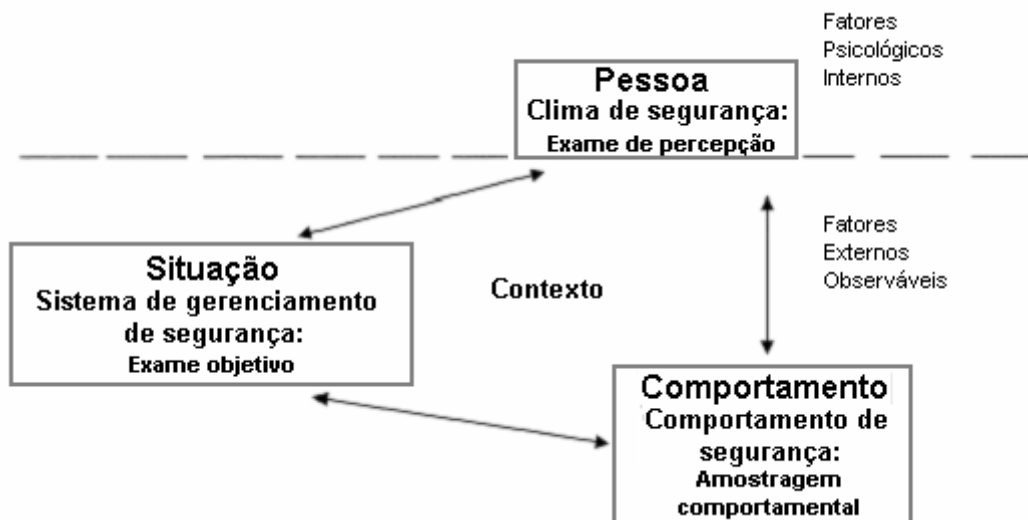 Fatores
Psicológicos
Internos
Pessoa
Clima de segurança:
Exame de percepção
Fatores
Externos
Observáveis
Situação
Sistema de gerenciamento
de segurança:
Exame objetivo
Contexto
Comportamento
Comportamento de
segurança:
Amostragem
comportamental